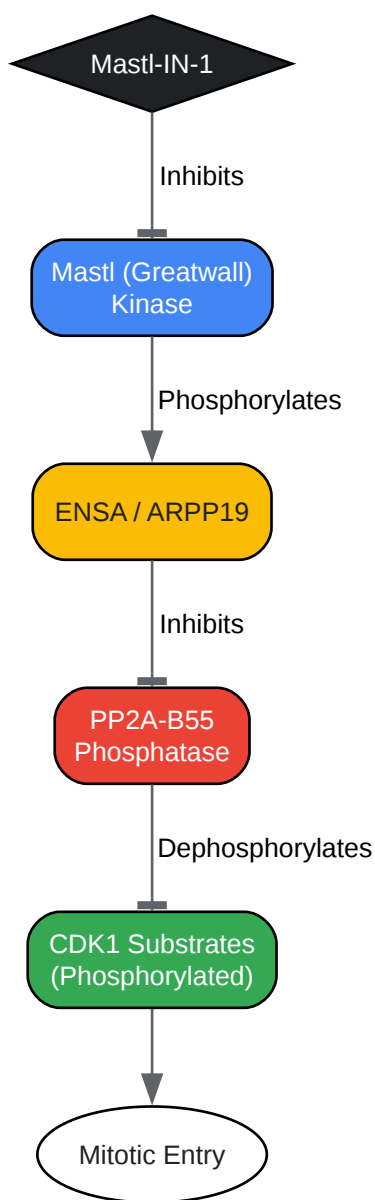 Mastl-IN-1
Inhibits
Mastl (Greatwall)
Kinase
Phosphorylates
ENSA / ARPP19
Inhibits
PP2A-B55
Phosphatase
Dephosphorylates
CDK1 Substrates
(Phosphorylated)
Mitotic Entry